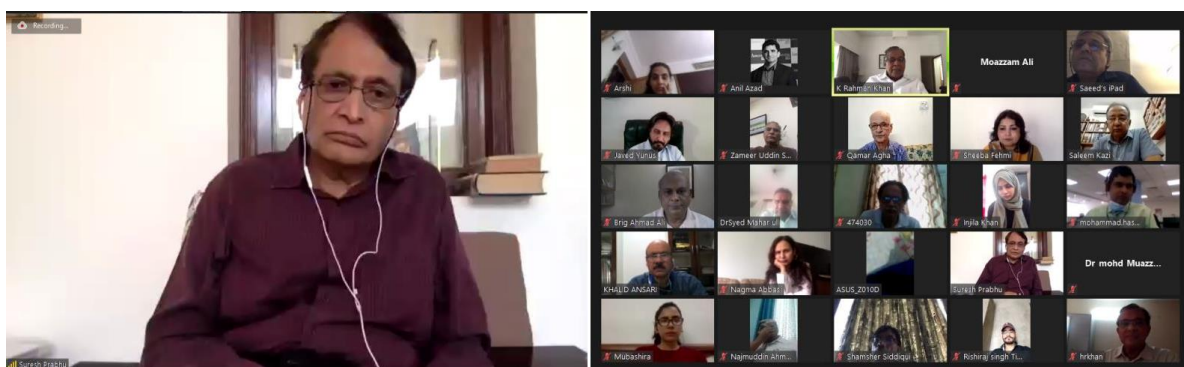 Recording...
Suresh Prabhu
Arshi
Anil Azad
K Rahman Khan
Moazzam Ali
Saeed's iPad
Javed Yunus
Zameer Uddin S...
Qamar Agha
Sheeba Fehmi
Saleem Kazi
Brig Ahmad Ali
DrSyed Mahar ul
474030
Injila Khan
mohammad.has...
KHALID ANSARI
Nagma Abbasi
ASUS_Z010D
Suresh Prabhu
Dr mohd Muazz...
Mubashira
Najmuddin Ahm...
Shamsher Siddiqui
Rishiraj singh Ti...
hrkhan